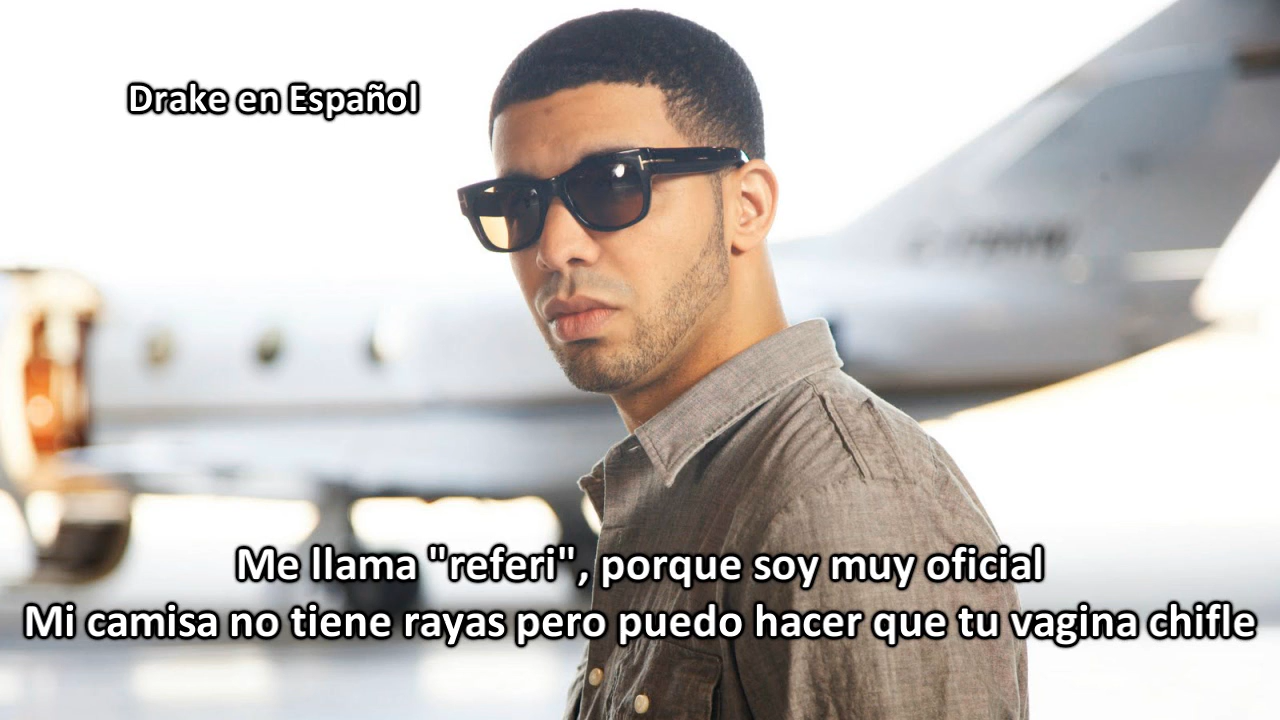 Drake en Español
Me llama "referi", porque soy muy oficial
Mi camisa no tiene rayas pero puedo hacer que tu vagina chifle